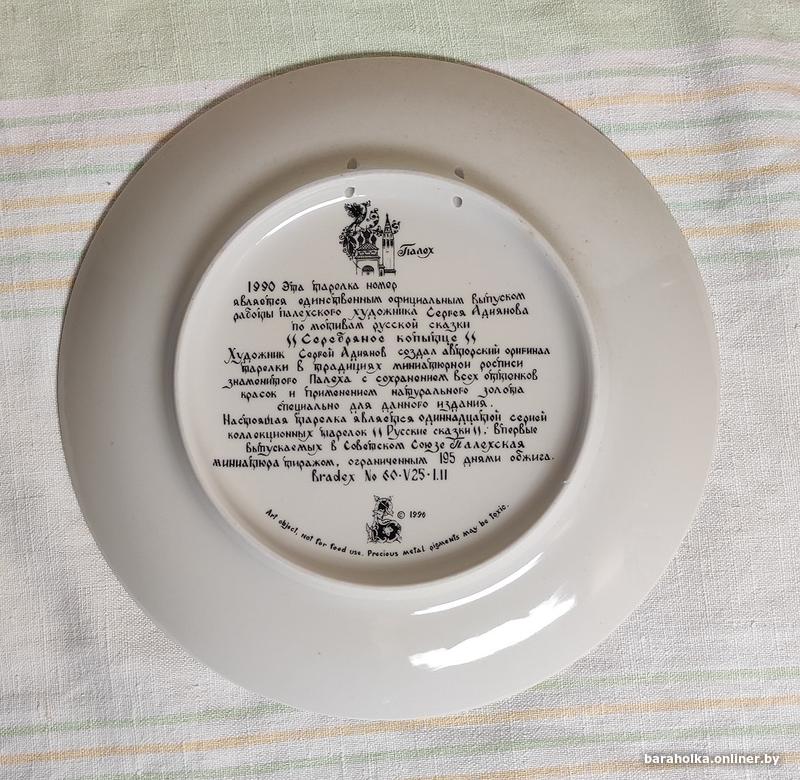 Палех
1990 Эта тарелка номер
является единственным официальным выпуском
работы палехского художника Сергея Адиянова
по мотивам русской сказки
"Серебряное копытце"
Художник Сергей Адиянов создал авторский оригинал
тарелки в традициях миниатюрной росписи
знаменитого Палеха с сохранением всех оттенков
красок и применением натурального золота
специально для данного издания.
Настоящая тарелка является одиннадцатой серией
коллекционных тарелок "Русские сказки". Впервые
выпускаемых в Советском Союзе Палехская
миниатюра тиражом, ограниченным 195 днями обжига.
Bradex No 60-V25-1.11
© 1990
Art object, not for food use. Precious metal pigments may be toxic.
baraholka.onliner.by